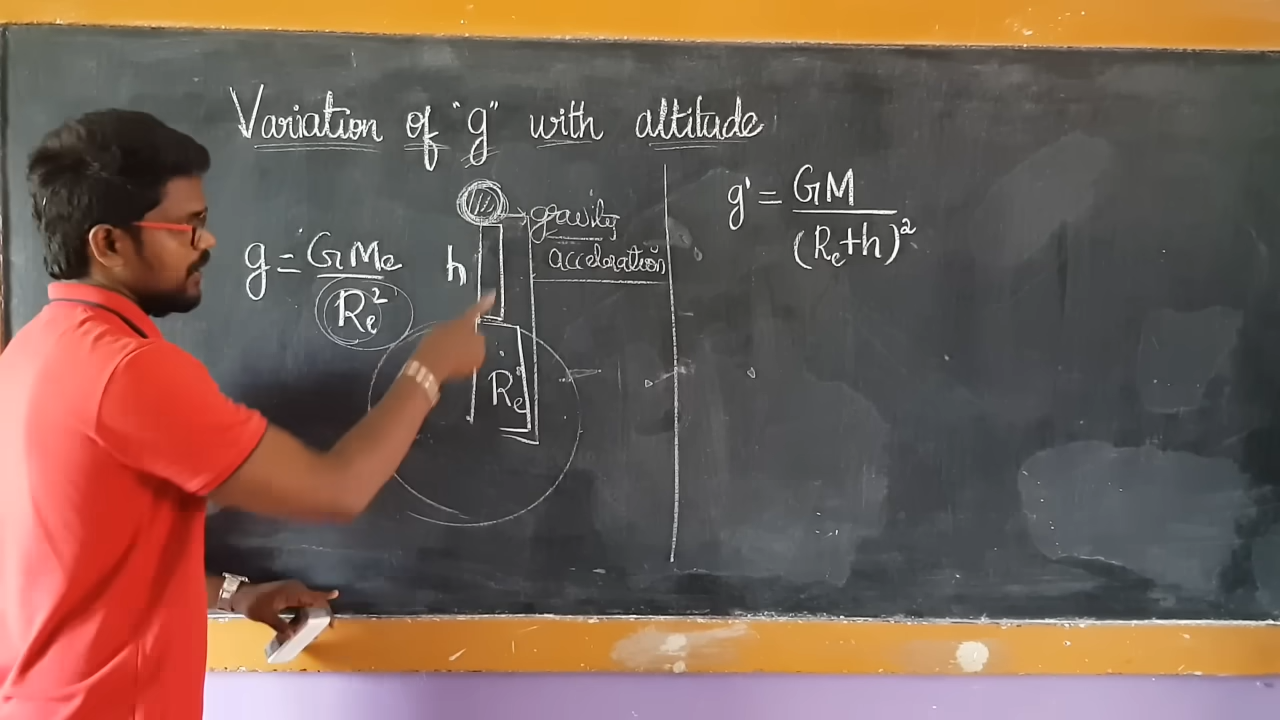 Variation of "g" with altitude
g = GMe / Re²
h
gravity
acceleration
Re
g' = GM / (Re+h)²